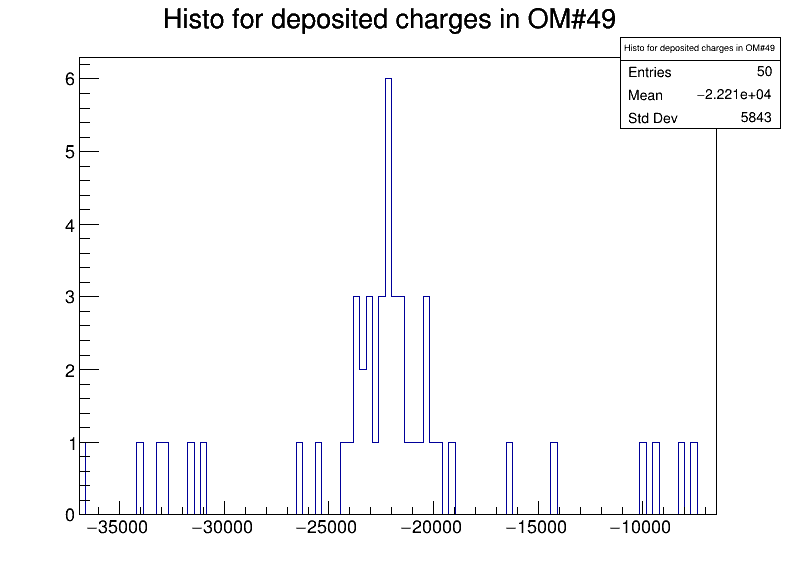 Histo for deposited charges in OM#49
Histo for deposited charges in OM#49
Entries 50
Mean −2.221e+04
Std Dev 5843
6
5
4
3
2
1
0
−35000 −30000 −25000 −20000 −15000 −10000